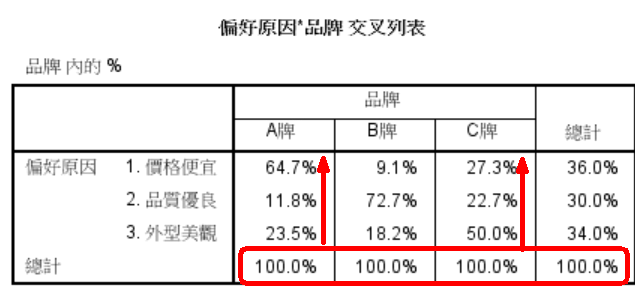 偏好原因*品牌 交叉列表
品牌 內的 %
品牌
A牌 B牌 C牌 總計
偏好原因 1. 價格便宜 64.7% 9.1% 27.3% 36.0%
2. 品質優良 11.8% 72.7% 22.7% 30.0%
3. 外型美觀 23.5% 18.2% 50.0% 34.0%
總計 100.0% 100.0% 100.0% 100.0%